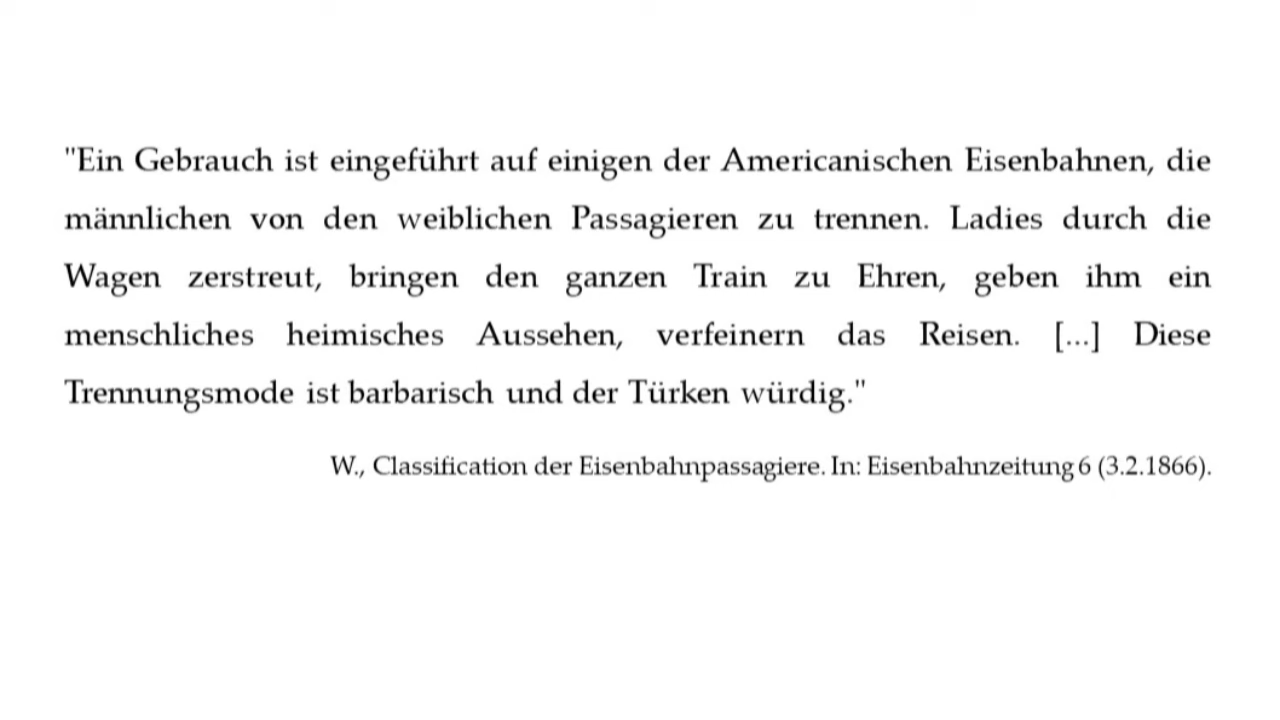 "Ein Gebrauch ist eingeführt auf einigen der Americanischen Eisenbahnen, die
männlichen von den weiblichen Passagieren zu trennen. Ladies durch die
Wagen zerstreut, bringen den ganzen Train zu Ehren, geben ihm ein
menschliches heimisches Aussehen, verfeinern das Reisen. [...] Diese
Trennungsmode ist barbarisch und der Türken würdig."
W., Classification der Eisenbahnpassagiere. In: Eisenbahnzeitung 6 (3.2.1866).